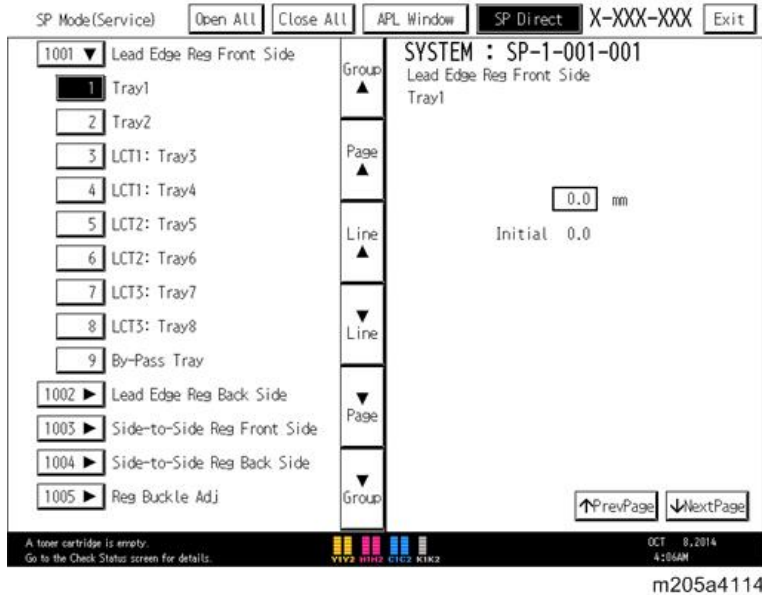 SP Mode(Service) Open All Close All APL Window SP Direct X-XXX-XXX Exit
1001 ▼ Lead Edge Reg Front Side
1 Tray1
2 Tray2
3 LCT1: Tray3
4 LCT1: Tray4
5 LCT2: Tray5
6 LCT2: Tray6
7 LCT3: Tray7
8 LCT3: Tray8
9 By-Pass Tray
1002 ► Lead Edge Reg Back Side
1003 ► Side-to-Side Reg Front Side
1004 ► Side-to-Side Reg Back Side
1005 ► Reg Buckle Adj
Group
▲
Page
▲
Line
▲
▼
Line
▼
Page
▼
Group
SYSTEM : SP-1-001-001
Lead Edge Reg Front Side
Tray1
0.0 mm
Initial 0.0
↑PrevPage ↓NextPage
A toner cartridge is empty.
Go to the Check Status screen for details.
Y1Y2 M1M2 C1C2 K1K2
OCT 8,2014
4:06AM
m205a4114